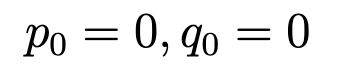 p₀ = 0, q₀ = 0